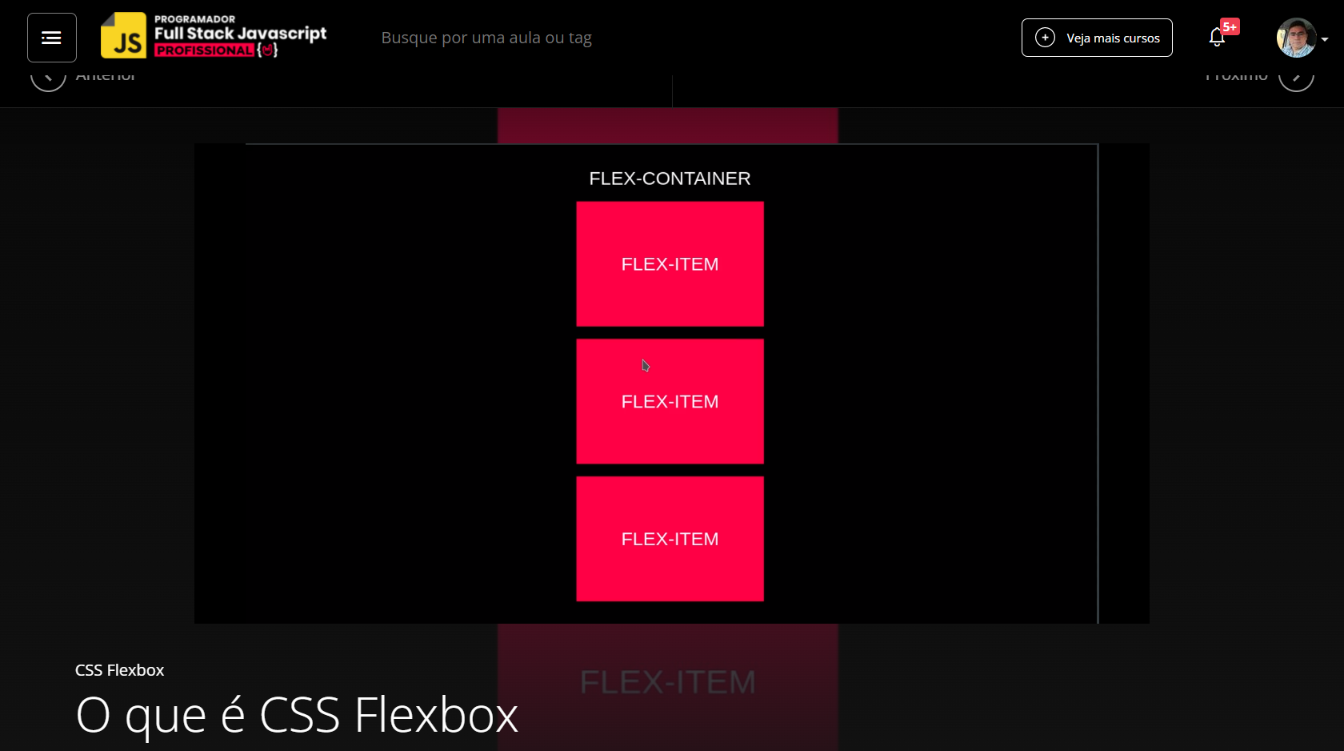 PROGRAMADOR
Full Stack Javascript
JS
PROFISSIONAL
Busque por uma aula ou tag
Veja mais cursos
5+
Anterior
Próximo
FLEX-CONTAINER
FLEX-ITEM
FLEX-ITEM
FLEX-ITEM
CSS Flexbox
FLEX-ITEM
O que é CSS Flexbox